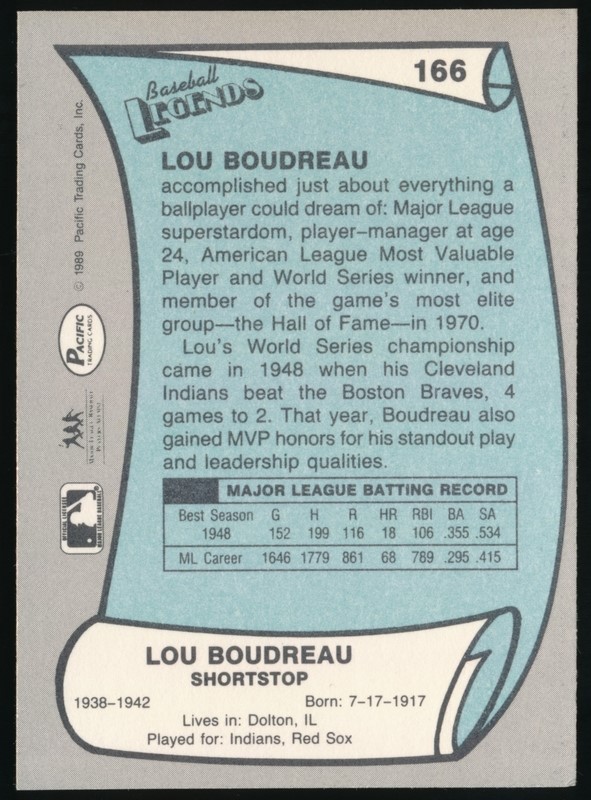 166
Baseball
LEGENDS
LOU BOUDREAU
accomplished just about everything a
ballplayer could dream of: Major League
superstardom, player–manager at age
24, American League Most Valuable
Player and World Series winner, and
member of the game's most elite
group—the Hall of Fame—in 1970.
Lou's World Series championship
came in 1948 when his Cleveland
Indians beat the Boston Braves, 4
games to 2. That year, Boudreau also
gained MVP honors for his standout play
and leadership qualities.
MAJOR LEAGUE BATTING RECORD
Best Season G H R HR RBI BA SA
1948 152 199 116 18 106 .355 .534
ML Career 1646 1779 861 68 789 .295 .415
LOU BOUDREAU
SHORTSTOP
1938–1942 Born: 7-17-1917
Lives in: Dolton, IL
Played for: Indians, Red Sox
© 1989 Pacific Trading Cards, Inc.
PACIFIC
TRADING CARDS
OFFICIAL LICENSEE
MAJOR LEAGUE BASEBALL